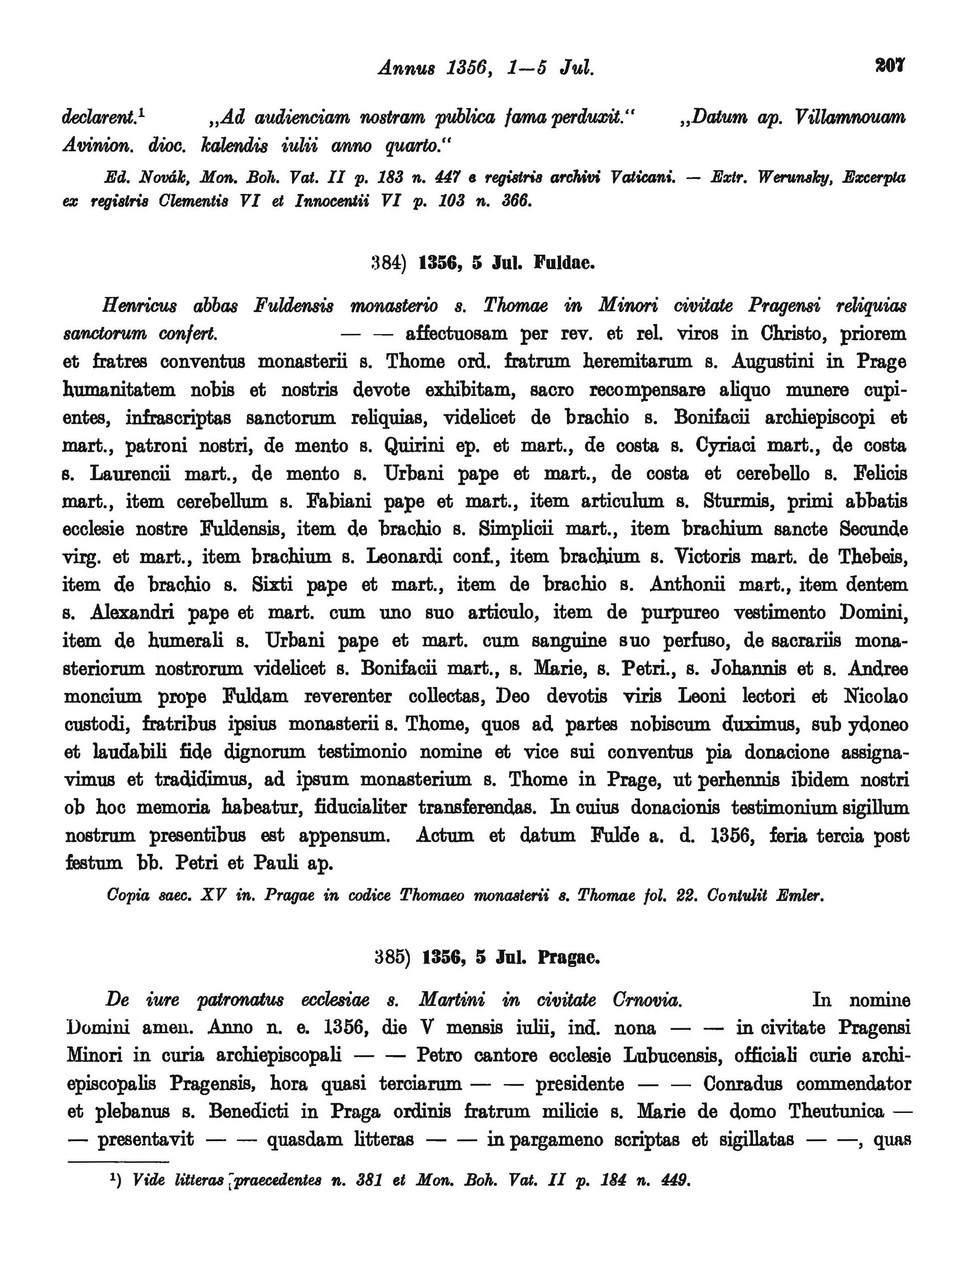 Annus 1356, 1—5 Jul. 207
declarent.¹ „Ad audienciam nostram publica fama perduxit.“ „Datum ap. Villamnouam
Avinion. dioc. kalendis iulii anno quarto.“
Ed. Novák, Mon. Boh. Vat. II p. 183 n. 447 e registris archivi Vaticani. — Extr. Werunsky, Excerpta
ex registris Clementis VI et Innocentii VI p. 103 n. 366.
384) 1356, 5 Jul. Fuldae.
Henricus abbas Fuldensis monasterio s. Thomae in Minori civitate Pragensi reliquias
sanctorum confert. — — affectuosam per rev. et rel. viros in Christo, priorem
et fratres conventus monasterii s. Thome ord. fratrum heremitarum s. Augustini in Prage
humanitatem nobis et nostris devote exhibitam, sacro recompensare aliquo munere cupi-
entes, infrascriptas sanctorum reliquias, videlicet de brachio s. Bonifacii archiepiscopi et
mart., patroni nostri, de mento s. Quirini ep. et mart., de costa s. Cyriaci mart., de costa
s. Laurencii mart., de mento s. Urbani pape et mart., de costa et cerebello s. Felicis
mart., item cerebellum s. Fabiani pape et mart., item articulum s. Sturmis, primi abbatis
ecclesie nostre Fuldensis, item de brachio s. Simplicii mart., item brachium sancte Secunde
virg. et mart., item brachium s. Leonardi conf., item brachium s. Victoris mart. de Thebeis,
item de brachio s. Sixti pape et mart., item de brachio s. Anthonii mart., item dentem
s. Alexandri pape et mart. cum uno suo articulo, item de purpureo vestimento Domini,
item de humerali s. Urbani pape et mart. cum sanguine suo perfuso, de sacrariis mona-
steriorum nostrorum videlicet s. Bonifacii mart., s. Marie, s. Petri., s. Johannis et s. Andree
moncium prope Fuldam reverenter collectas, Deo devotis viris Leoni lectori et Nicolao
custodi, fratribus ipsius monasterii s. Thome, quos ad partes nobiscum duximus, sub ydoneo
et laudabili fide dignorum testimonio nomine et vice sui conventus pia donacione assigna-
vimus et tradidimus, ad ipsum monasterium s. Thome in Prage, ut perhennis ibidem nostri
ob hoc memoria habeatur, fiducialiter transferendas. In cuius donacionis testimonium sigillum
nostrum presentibus est appensum. Actum et datum Fulde a. d. 1356, feria tercia post
festum bb. Petri et Pauli ap.
Copia saec. XV in. Pragae in codice Thomaeo monasterii s. Thomae fol. 22. Contulit Emler.
385) 1356, 5 Jul. Pragae.
De iure patronatus ecclesiae s. Martini in civitate Crnovia. In nomine
Domini amen. Anno n. e. 1356, die V mensis iulii, ind. nona — — in civitate Pragensi
Minori in curia archiepiscopali — — Petro cantore ecclesie Lubucensis, officiali curie archi-
episcopalis Pragensis, hora quasi terciarum — — presidente — — Conradus commendator
et plebanus s. Benedicti in Praga ordinis fratrum milicie s. Marie de domo Theutunica —
— presentavit — — quasdam litteras — — in pargameno scriptas et sigillatas — —, quas
¹) Vide litteras praecedentes n. 381 et Mon. Boh. Vat. II p. 184 n. 449.